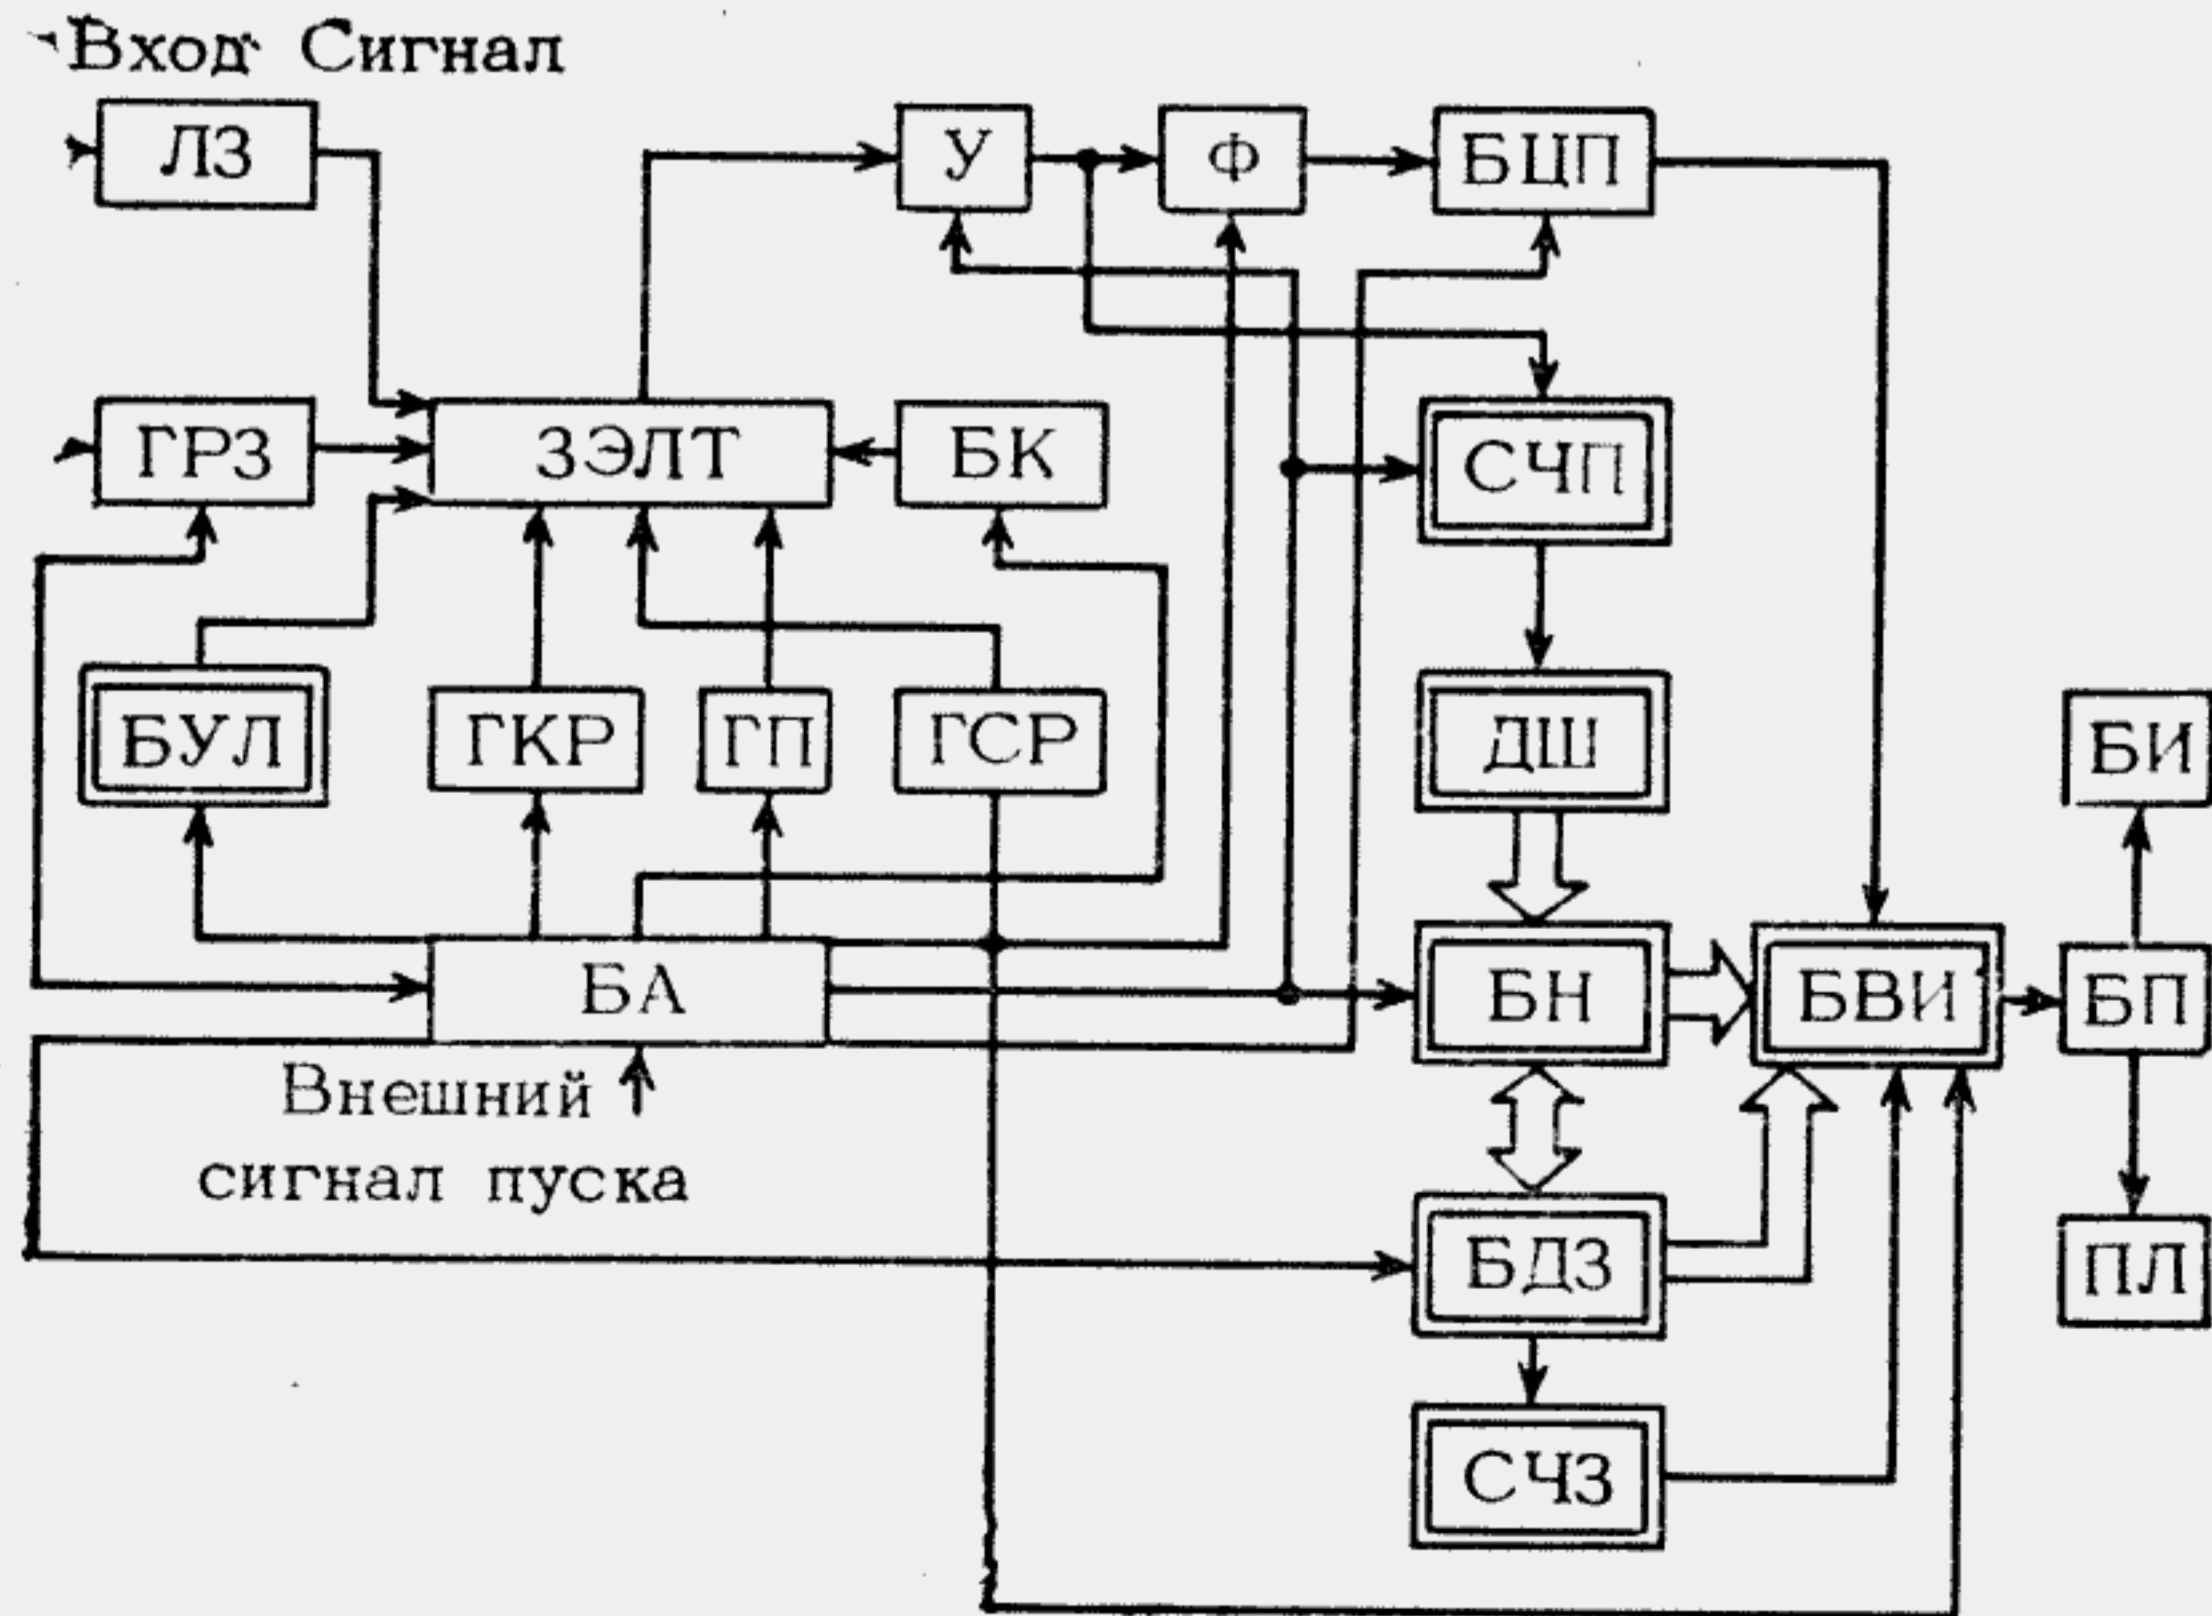 Вход Сигнал
ЛЗ
У
Ф
БЦП
ГРЗ
ЗЭЛТ
БК
СЧП
БУЛ
ГКР
ГП
ГСР
ДШ
БИ
БА
БН
БВИ
БП
Внешний
сигнал пуска
БДЗ
ПЛ
СЧЗ